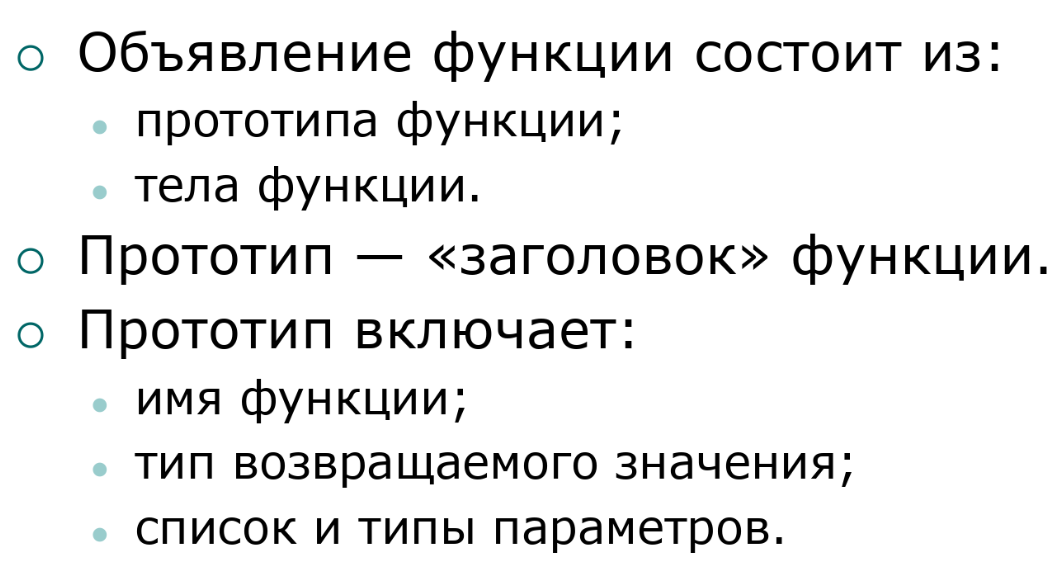 Объявление функции состоит из:
прототипа функции;
тела функции.
Прототип — «заголовок» функции.
Прототип включает:
имя функции;
тип возвращаемого значения;
список и типы параметров.